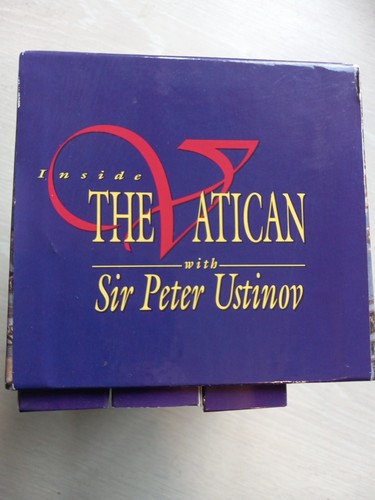 Inside
THE VATICAN
with
Sir Peter Ustinov